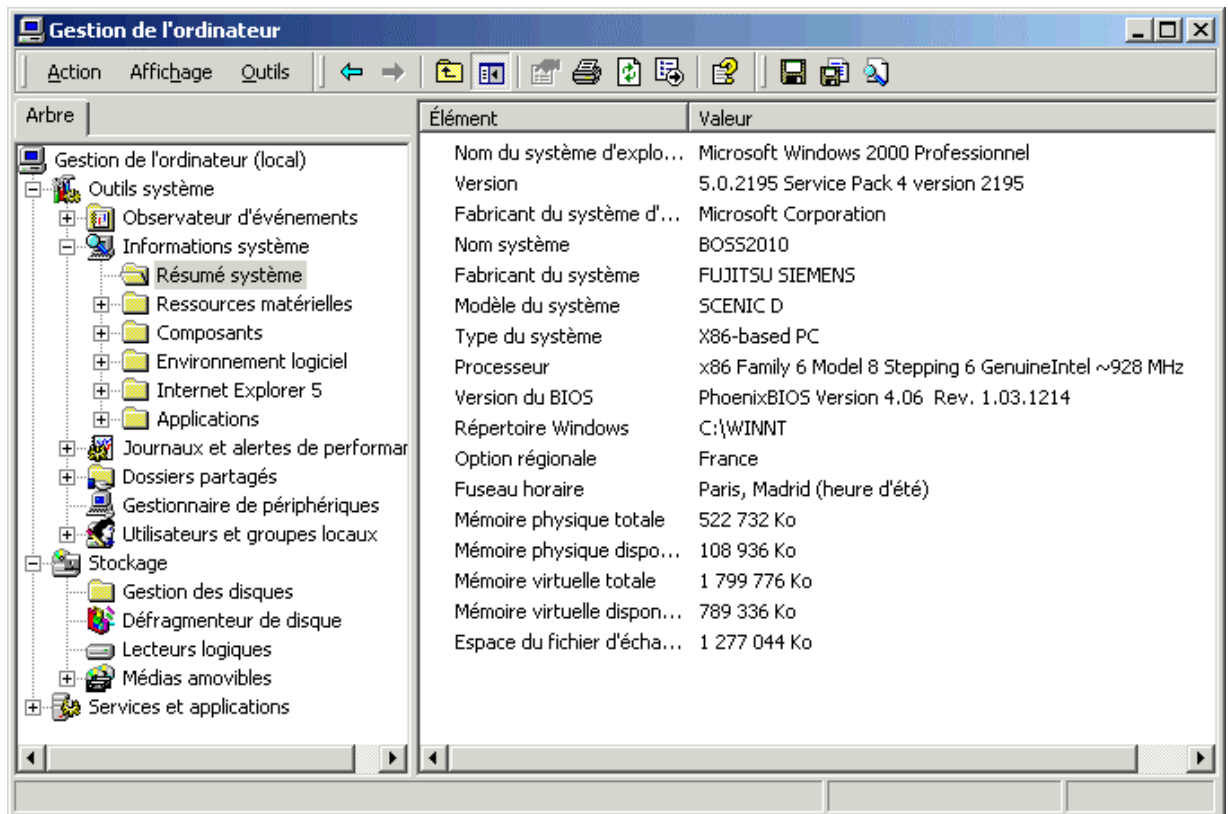 Gestion de l'ordinateur
Action Affichage Outils
Arbre
Gestion de l'ordinateur (local)
Outils système
Observateur d'événements
Informations système
Résumé système
Ressources matérielles
Composants
Environnement logiciel
Internet Explorer 5
Applications
Journaux et alertes de performar
Dossiers partagés
Gestionnaire de périphériques
Utilisateurs et groupes locaux
Stockage
Gestion des disques
Défragmenteur de disque
Lecteurs logiques
Médias amovibles
Services et applications
Élément Valeur
Nom du système d'explo... Microsoft Windows 2000 Professionnel
Version 5.0.2195 Service Pack 4 version 2195
Fabricant du système d'... Microsoft Corporation
Nom système BOSS2010
Fabricant du système FUJITSU SIEMENS
Modèle du système SCENIC D
Type du système X86-based PC
Processeur x86 Family 6 Model 8 Stepping 6 GenuineIntel ~928 MHz
Version du BIOS PhoenixBIOS Version 4.06 Rev. 1.03.1214
Répertoire Windows C:\WINNT
Option régionale France
Fuseau horaire Paris, Madrid (heure d'été)
Mémoire physique totale 522 732 Ko
Mémoire physique dispo... 108 936 Ko
Mémoire virtuelle totale 1 799 776 Ko
Mémoire virtuelle dispon... 789 336 Ko
Espace du fichier d'écha... 1 277 044 Ko